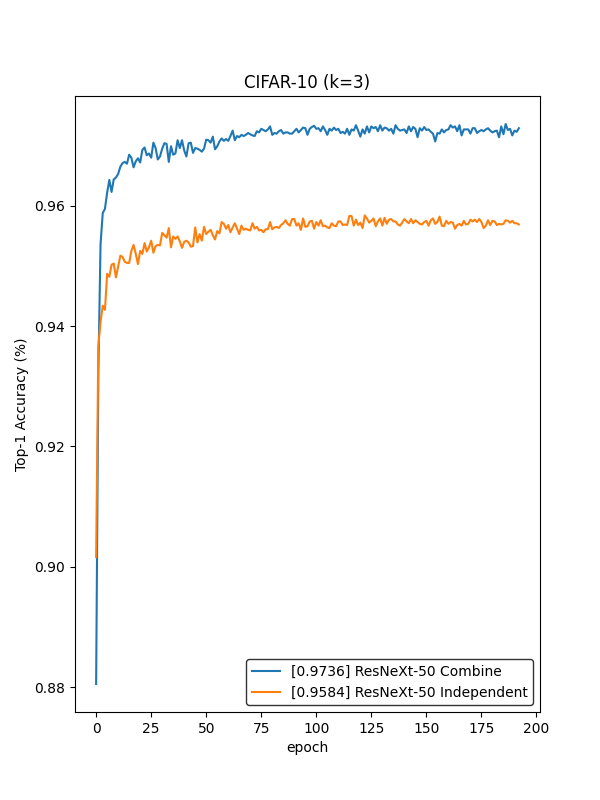 CIFAR-10 (k=3)
Top-1 Accuracy (%)
0.96
0.94
0.92
0.90
0.88
[0.9736] ResNeXt-50 Combine
[0.9584] ResNeXt-50 Independent
0 25 50 75 100 125 150 175 200
epoch